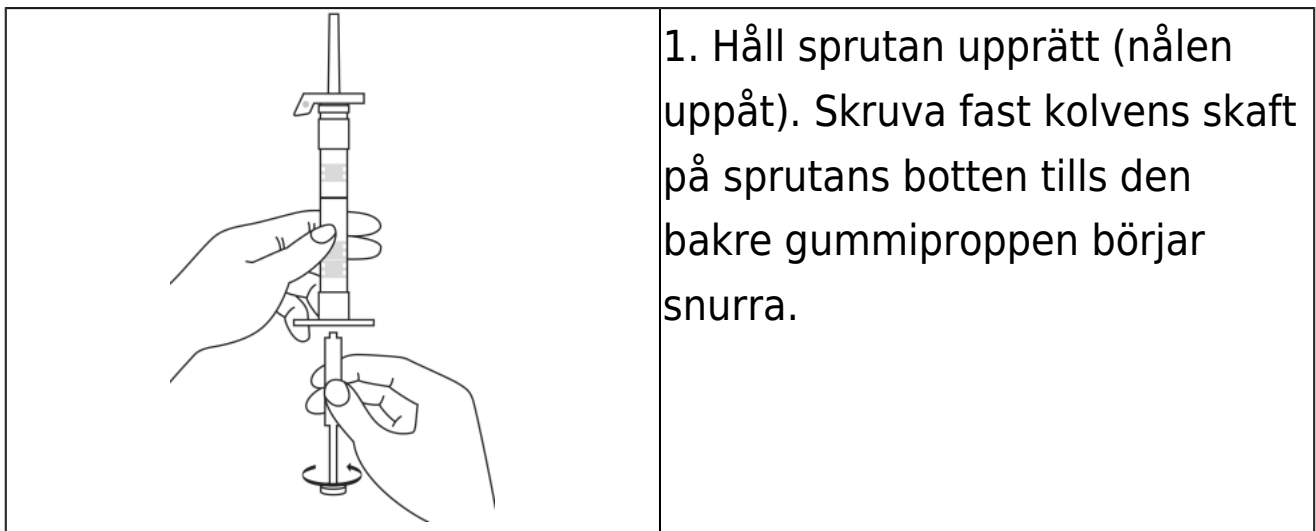 1. Håll sprutan upprätt (nålen
uppåt). Skruva fast kolvens skaft
på sprutans botten tills den
bakre gummiproppen börjar
snurra.